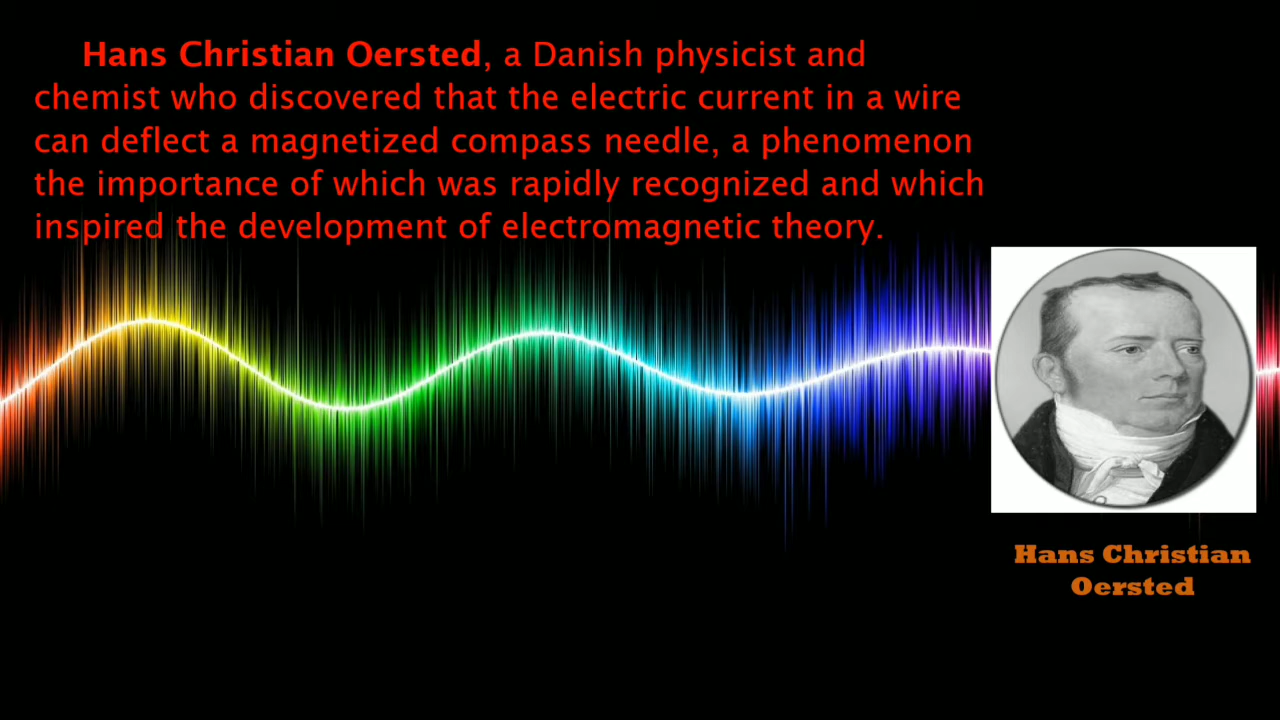 Hans Christian Oersted, a Danish physicist and
chemist who discovered that the electric current in a wire
can deflect a magnetized compass needle, a phenomenon
the importance of which was rapidly recognized and which
inspired the development of electromagnetic theory.
Hans Christian
Oersted